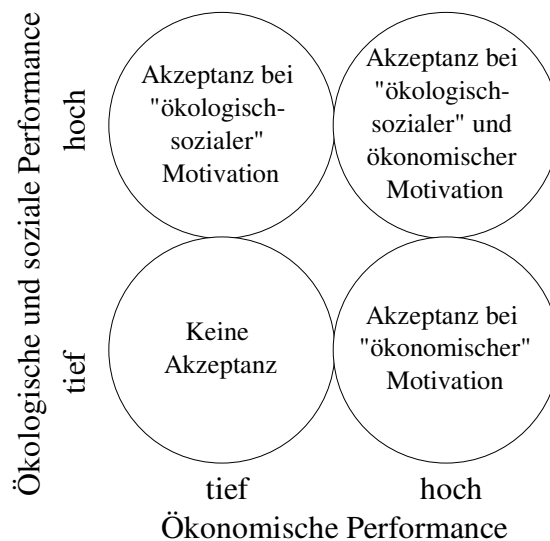 Ökologische und soziale Performance
hoch
tief
Akzeptanz bei
"ökologisch-
sozialer"
Motivation
Akzeptanz bei
"ökologisch-
sozialer" und
ökonomischer
Motivation
Keine
Akzeptanz
Akzeptanz bei
"ökonomischer"
Motivation
tief
hoch
Ökonomische Performance